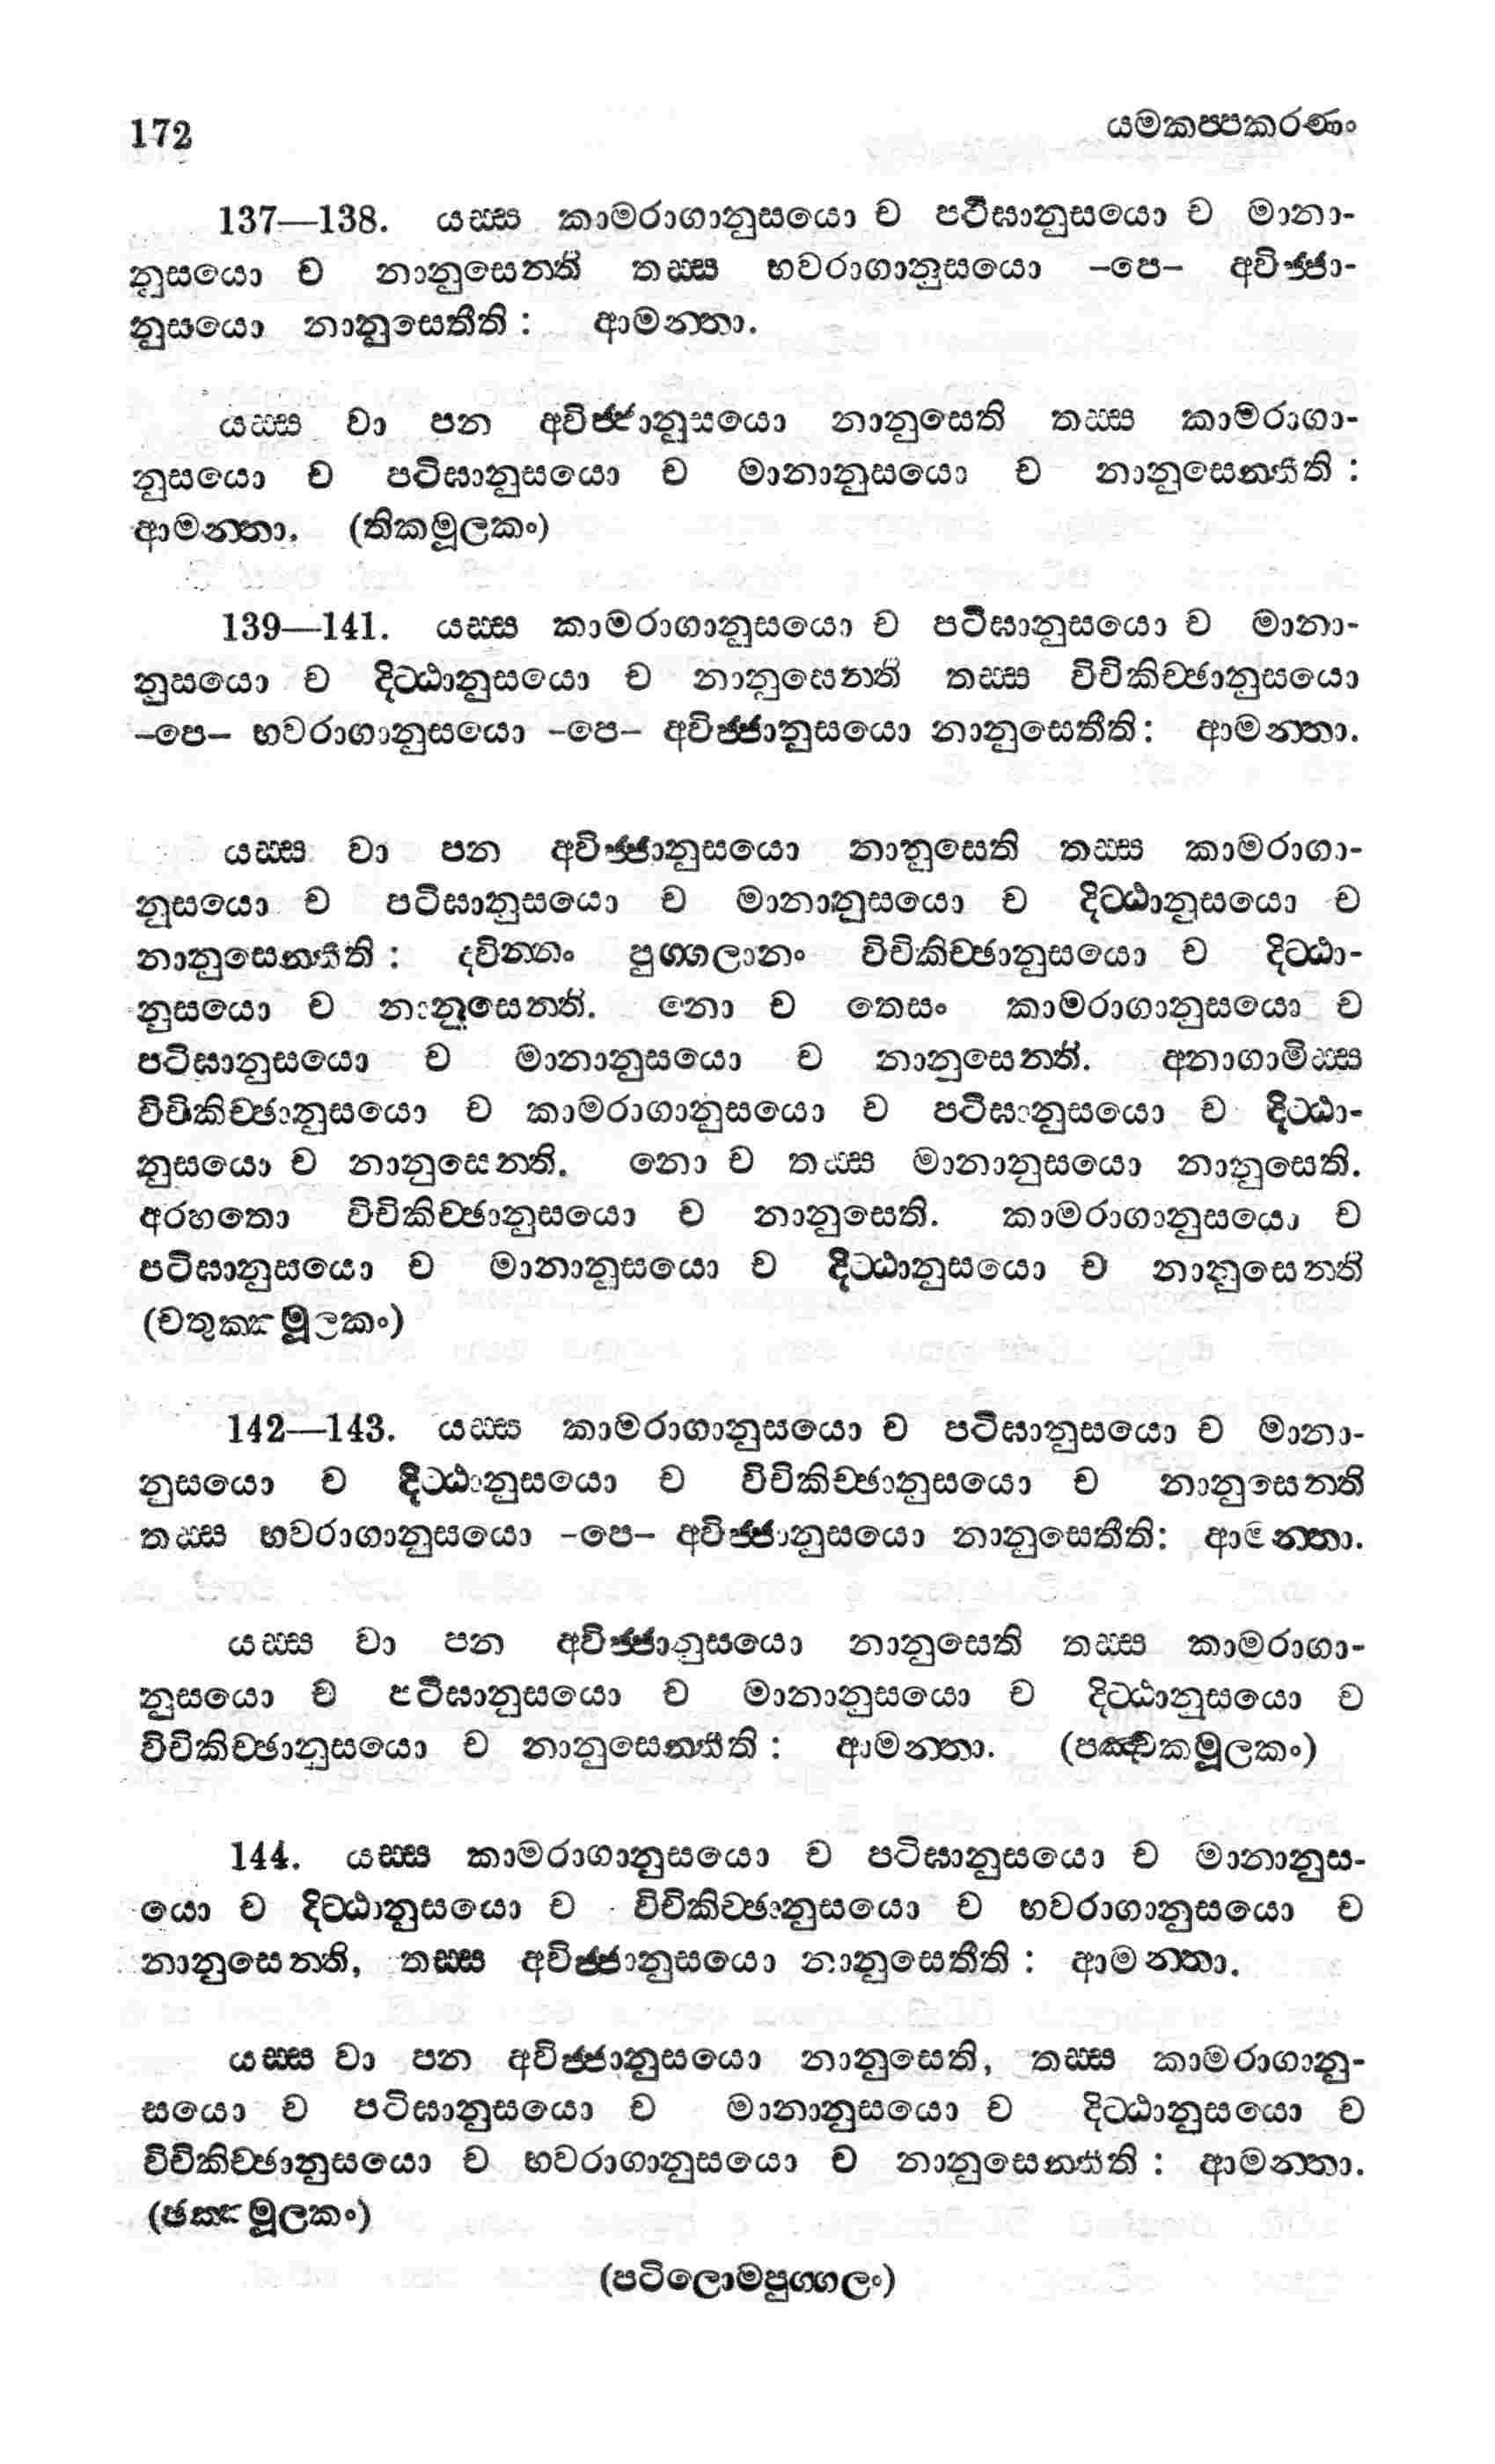 172
යමකප්පකරණං
137—138. යස්ස කාමරාගානුසයො ච පටිඝානුසයො ච මානා-
නුසයො ච නානුසෙන්ති තස්ස භවරාගානුසයො -පෙ- අවිජ්ජා-
නුසයො නානුසෙතීති : ආමන්තා.
යස්ස වා පන අවිජ්ජානුසයො නානුසෙති තස්ස කාමරාගා-
නුසයො ච පටිඝානුසයො ච මානානුසයො ච නානුසෙන්තීති :
ආමන්තා. (තිකමූලකං)
139—141. යස්ස කාමරාගානුසයො ච පටිඝානුසයො ච මානා-
නුසයො ච දිට්ඨානුසයො ච නානුසෙන්ති තස්ස විචිකිච්ඡානුසයො
-පෙ- භවරාගානුසයො -පෙ- අවිජ්ජානුසයො නානුසෙතීති: ආමන්තා.
යස්ස වා පන අවිජ්ජානුසයො නානුසෙති තස්ස කාමරාගා-
නුසයො ච පටිඝානුසයො ච මානානුසයො ච දිට්ඨානුසයො ච
නානුසෙන්තීති : ද්වින්නං පුග්ගලානං විචිකිච්ඡානුසයො ච දිට්ඨා-
නුසයො ච නානුසෙන්ති. නො ච තෙසං කාමරාගානුසයො ච
පටිඝානුසයො ච මානානුසයො ච නානුසෙන්ති. අනාගාමිස්ස
විචිකිච්ඡානුසයො ච කාමරාගානුසයො ච පටිඝානුසයො ච දිට්ඨා-
නුසයො ච නානුසෙන්ති. නො ච තස්ස මානානුසයො නානුසෙති.
අරහතො විචිකිච්ඡානුසයො ච නානුසෙති. කාමරාගානුසයො ච
පටිඝානුසයො ච මානානුසයො ච දිට්ඨානුසයො ච නානුසෙන්ති
(චතුක්කමූලකං)
142—143. යස්ස කාමරාගානුසයො ච පටිඝානුසයො ච මානා-
නුසයො ච දිට්ඨානුසයො ච විචිකිච්ඡානුසයො ච නානුසෙන්ති
තස්ස භවරාගානුසයො -පෙ- අවිජ්ජානුසයො නානුසෙතීති: ආමන්තා.
යස්ස වා පන අවිජ්ජානුසයො නානුසෙති තස්ස කාමරාගා-
නුසයො ච පටිඝානුසයො ච මානානුසයො ච දිට්ඨානුසයො ච
විචිකිච්ඡානුසයො ච නානුසෙන්තීති : ආමන්තා. (පඤ්චකමූලකං)
144. යස්ස කාමරාගානුසයො ච පටිඝානුසයො ච මානානුස-
යො ච දිට්ඨානුසයො ච විචිකිච්ඡානුසයො ච භවරාගානුසයො ච
නානුසෙන්ති, තස්ස අවිජ්ජානුසයො නානුසෙතීති : ආමන්තා.
යස්ස වා පන අවිජ්ජානුසයො නානුසෙති, තස්ස කාමරාගානු-
සයො ච පටිඝානුසයො ච මානානුසයො ච දිට්ඨානුසයො ච
විචිකිච්ඡානුසයො ච භවරාගානුසයො ච නානුසෙන්තීති : ආමන්තා.
(ඡක්කමූලකං)
(පටිලොමපුග්ගලං)